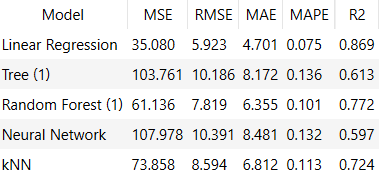 Model MSE RMSE MAE MAPE R2
Linear Regression 35.080 5.923 4.701 0.075 0.869
Tree (1) 103.761 10.186 8.172 0.136 0.613
Random Forest (1) 61.136 7.819 6.355 0.101 0.772
Neural Network 107.978 10.391 8.481 0.132 0.597
kNN 73.858 8.594 6.812 0.113 0.724